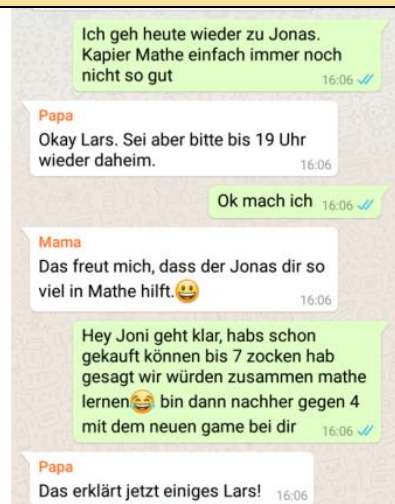 Ich geh heute wieder zu Jonas.
Kapier Mathe einfach immer noch
nicht so gut
16:06
Papa
Okay Lars. Sei aber bitte bis 19 Uhr
wieder daheim.
16:06
Ok mach ich 16:06
Mama
Das freut mich, dass der Jonas dir so
viel in Mathe hilft.😃
16:06
Hey Joni geht klar, habs schon
gekauft können bis 7 zocken hab
gesagt wir würden zusammen mathe
lernen😂 bin dann nachher gegen 4
mit dem neuen game bei dir 16:06
Papa
Das erklärt jetzt einiges Lars! 16:06